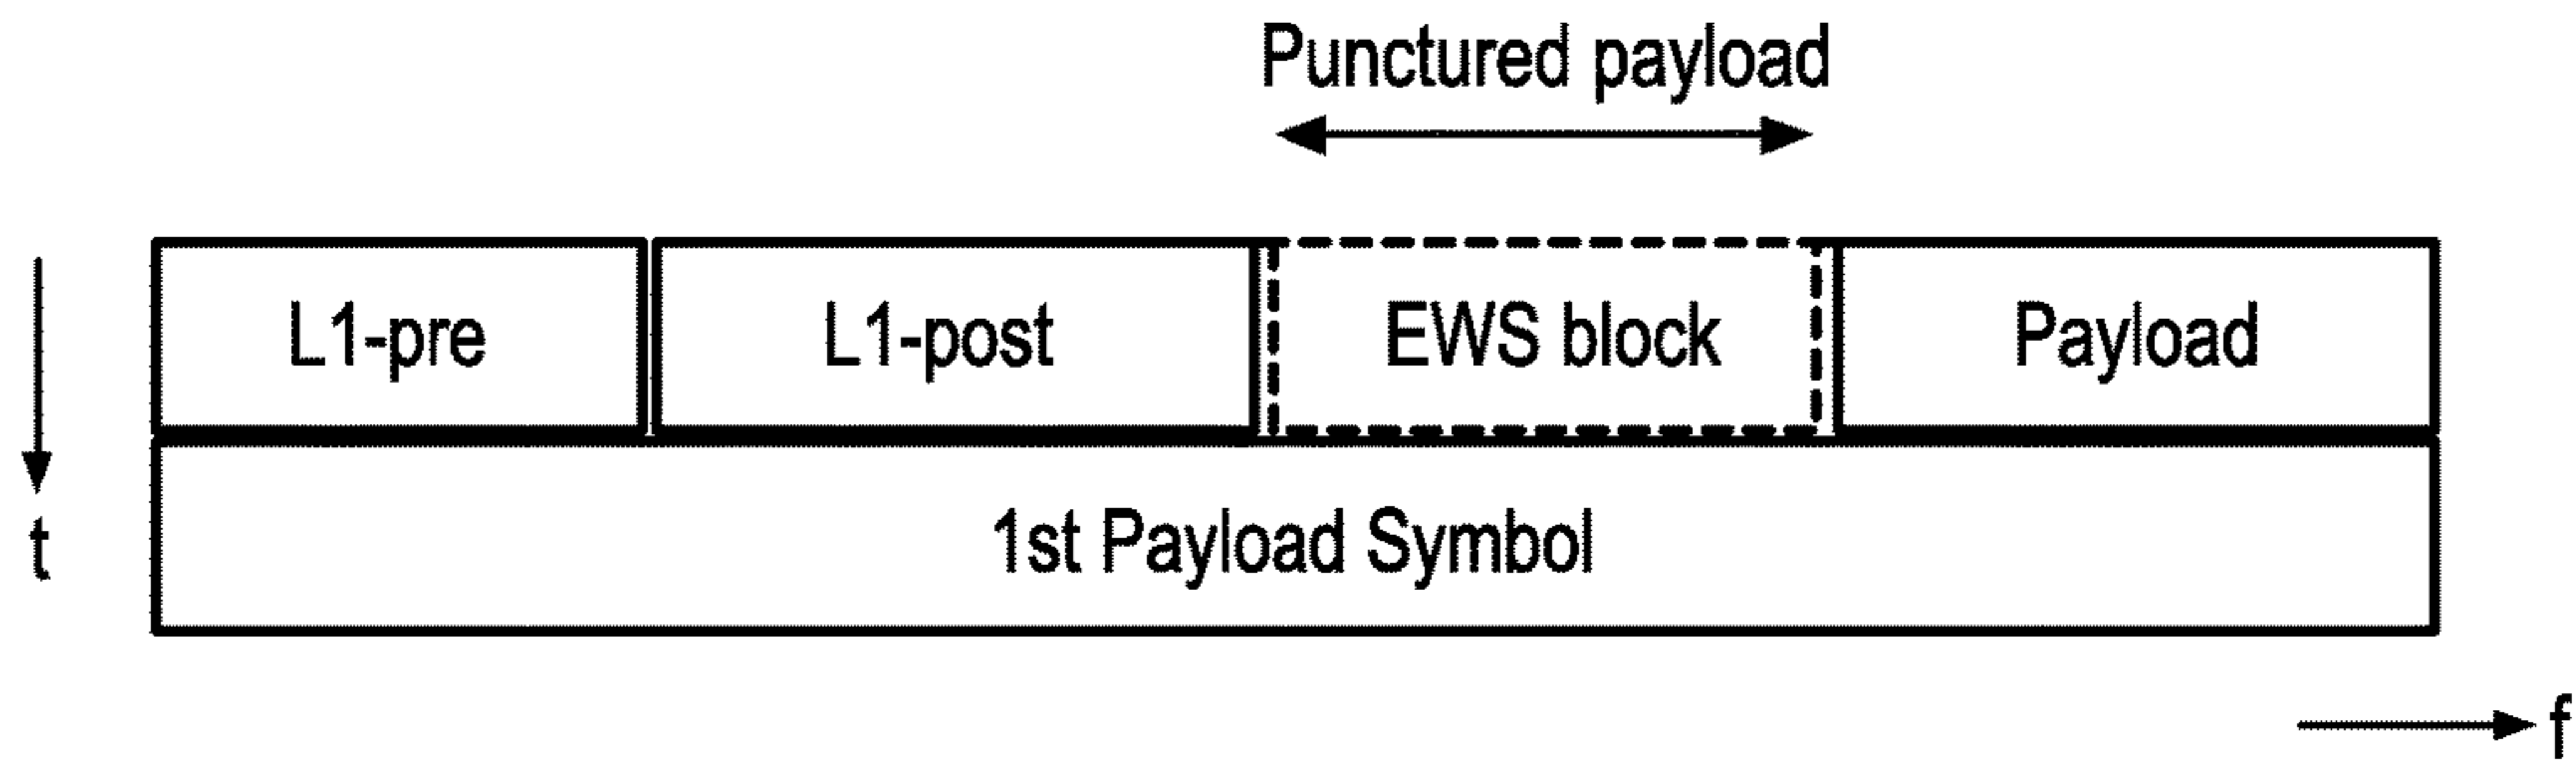 Punctured payload
L1-pre L1-post EWS block Payload
t
1st Payload Symbol
f